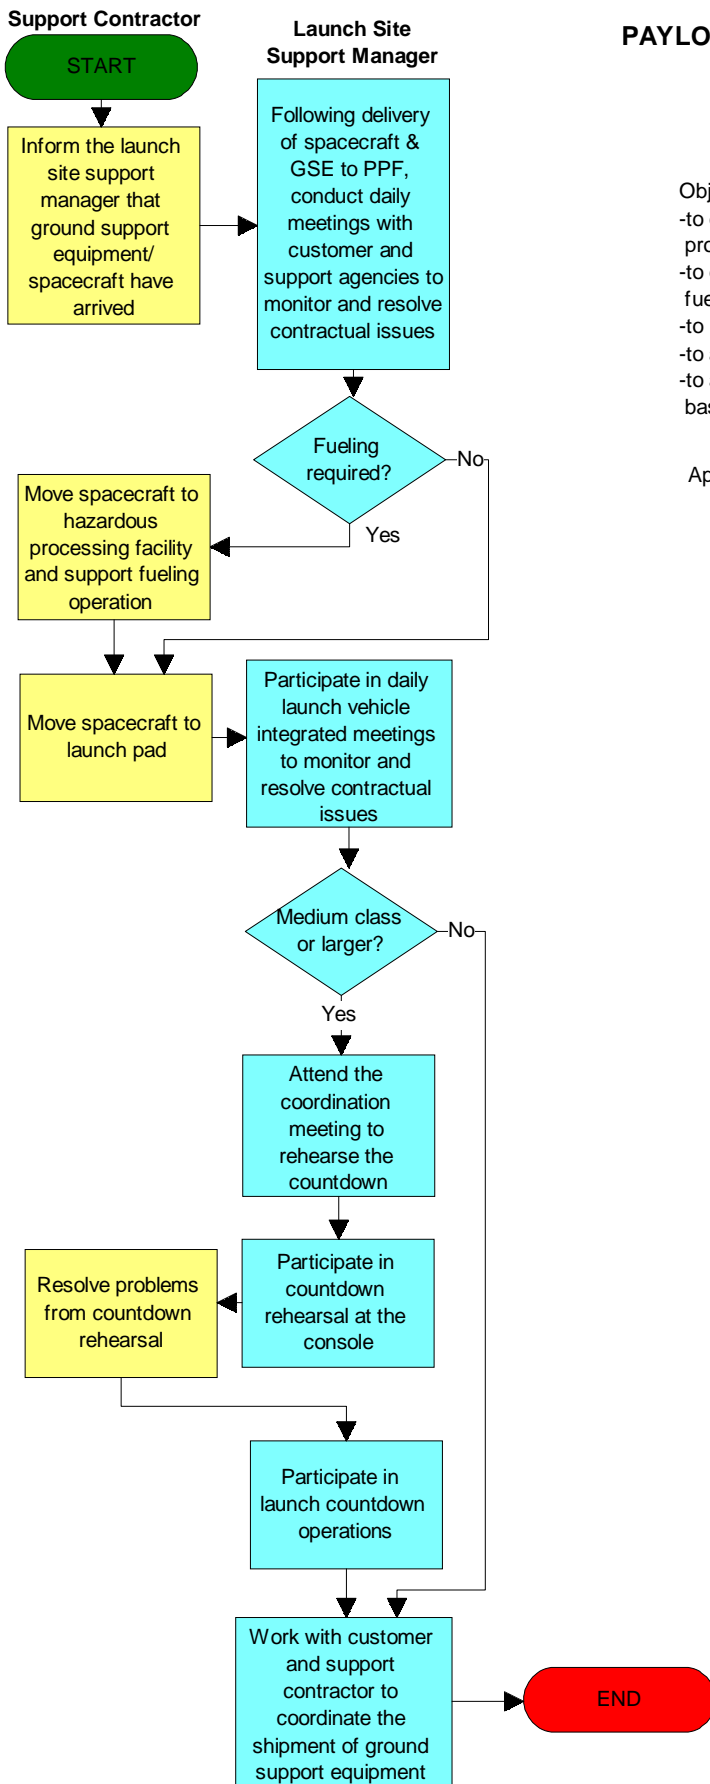 Support Contractor
Launch Site
Support Manager
PAYLO
START
Inform the launch
site support
manager that
ground support
equipment/
spacecraft have
arrived
Following delivery
of spacecraft &
GSE to PPF,
conduct daily
meetings with
customer and
support agencies to
monitor and resolve
contractual issues
Obj
-to
pro
-to
fue
-to
-to a
-to a
bas
Ap
Fueling
required?
No
Yes
Move spacecraft to
hazardous
processing facility
and support fueling
operation
Move spacecraft to
launch pad
Participate in daily
launch vehicle
integrated meetings
to monitor and
resolve contractual
issues
Medium class
or larger?
No
Yes
Attend the
coordination
meeting to
rehearse the
countdown
Participate in
countdown
rehearsal at the
console
Resolve problems
from countdown
rehearsal
Participate in
launch countdown
operations
Work with customer
and support
contractor to
coordinate the
shipment of ground
support equipment
END